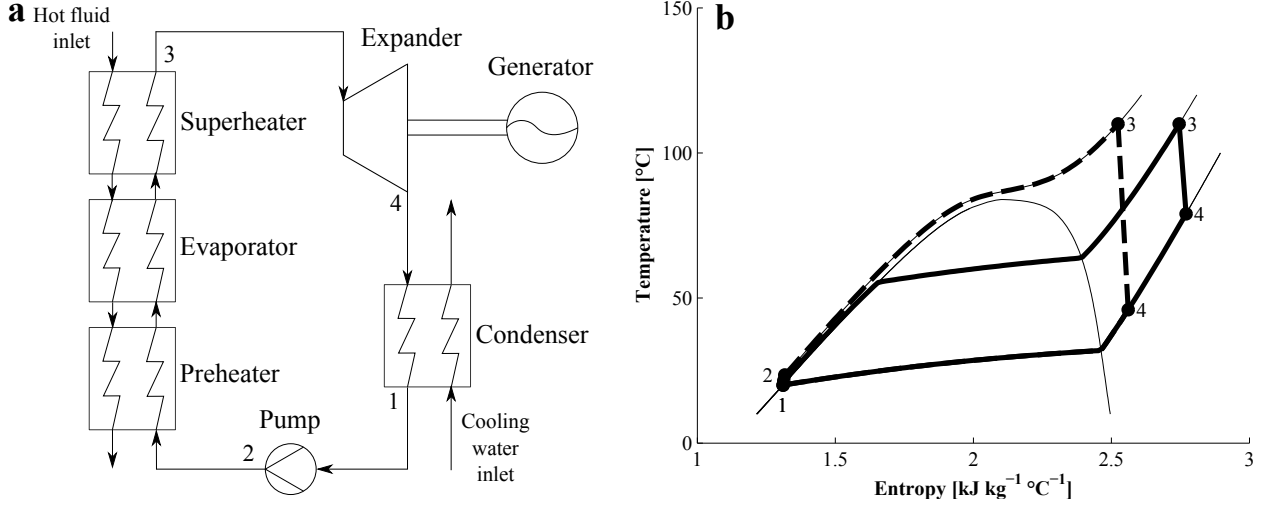 a
Hot fluid
inlet
3
Expander
Generator
Superheater
Evaporator
4
Preheater
Condenser
1
Pump
2
Cooling
water
inlet
b
150
100
50
0
Temperature [°C]
3
3
4
4
2
1
1
1.5
2
2.5
3
Entropy [kJ kg⁻¹ °C⁻¹]